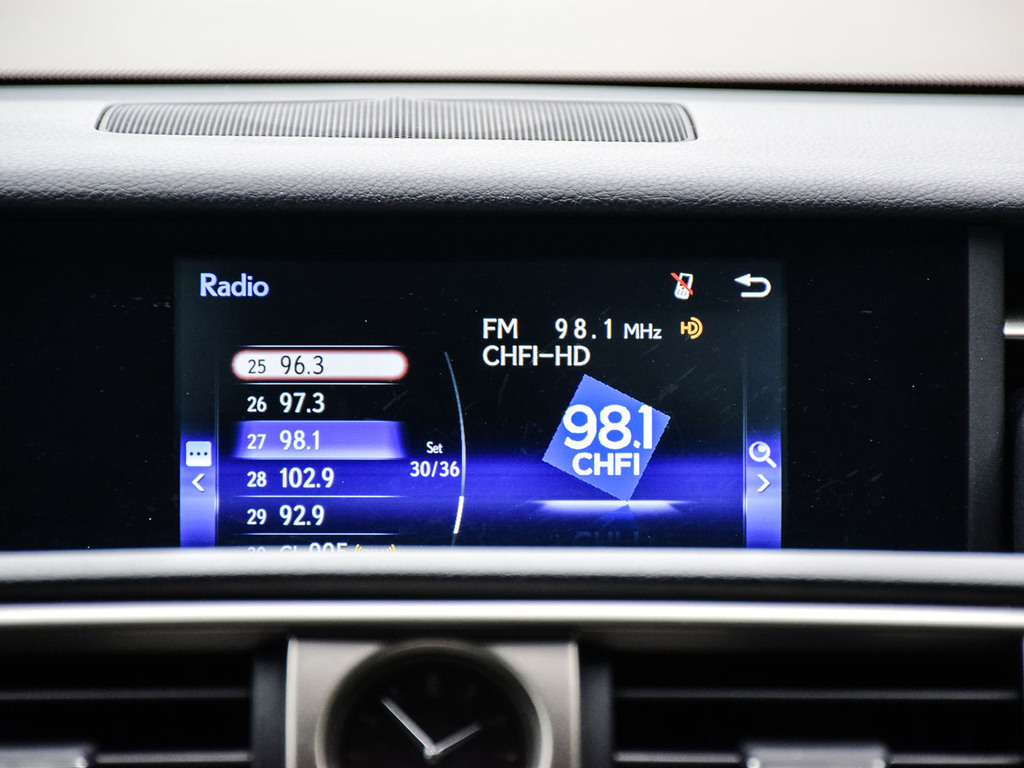 Radio
FM 98.1 MHz HD
CHFI-HD
25 96.3
26 97.3
27 98.1
28 102.9
29 92.9
Set
30/36
98.1
CHFI